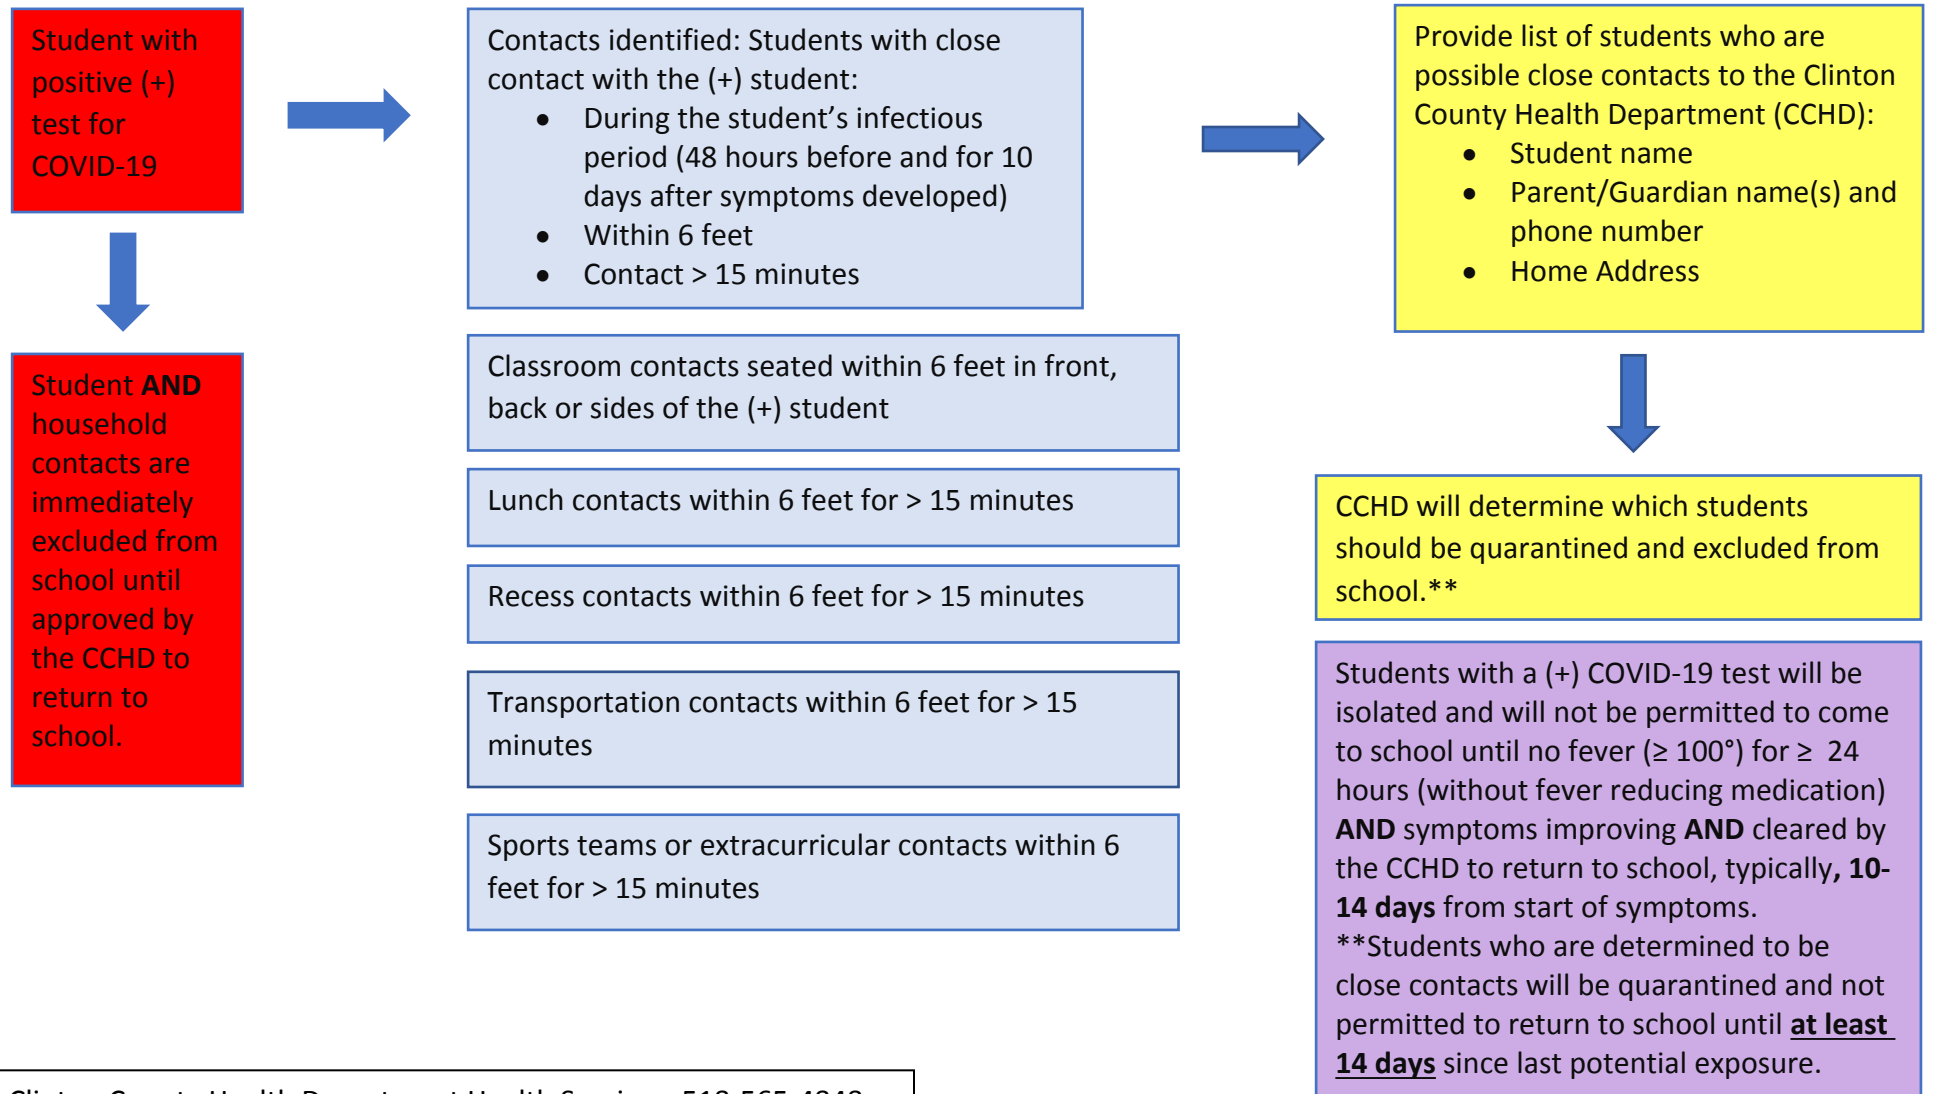 Student with
positive (+)
test for
COVID-19
Student AND
household
contacts are
immediately
excluded from
school until
approved by
the CCHD to
return to
school.
Contacts identified: Students with close
contact with the (+) student:
● During the student’s infectious
period (48 hours before and for 10
days after symptoms developed)
● Within 6 feet
● Contact > 15 minutes
Classroom contacts seated within 6 feet in front,
back or sides of the (+) student
Lunch contacts within 6 feet for > 15 minutes
Recess contacts within 6 feet for > 15 minutes
Transportation contacts within 6 feet for > 15
minutes
Sports teams or extracurricular contacts within 6
feet for > 15 minutes
Provide list of students who are
possible close contacts to the Clinton
County Health Department (CCHD):
● Student name
● Parent/Guardian name(s) and
phone number
● Home Address
CCHD will determine which students
should be quarantined and excluded from
school.**
Students with a (+) COVID-19 test will be
isolated and will not be permitted to come
to school until no fever (≥ 100°) for ≥ 24
hours (without fever reducing medication)
AND symptoms improving AND cleared by
the CCHD to return to school, typically, 10-
14 days from start of symptoms.
**Students who are determined to be
close contacts will be quarantined and not
permitted to return to school until at least
14 days since last potential exposure.
Clinton County Health Department Health Services 518-565-4848